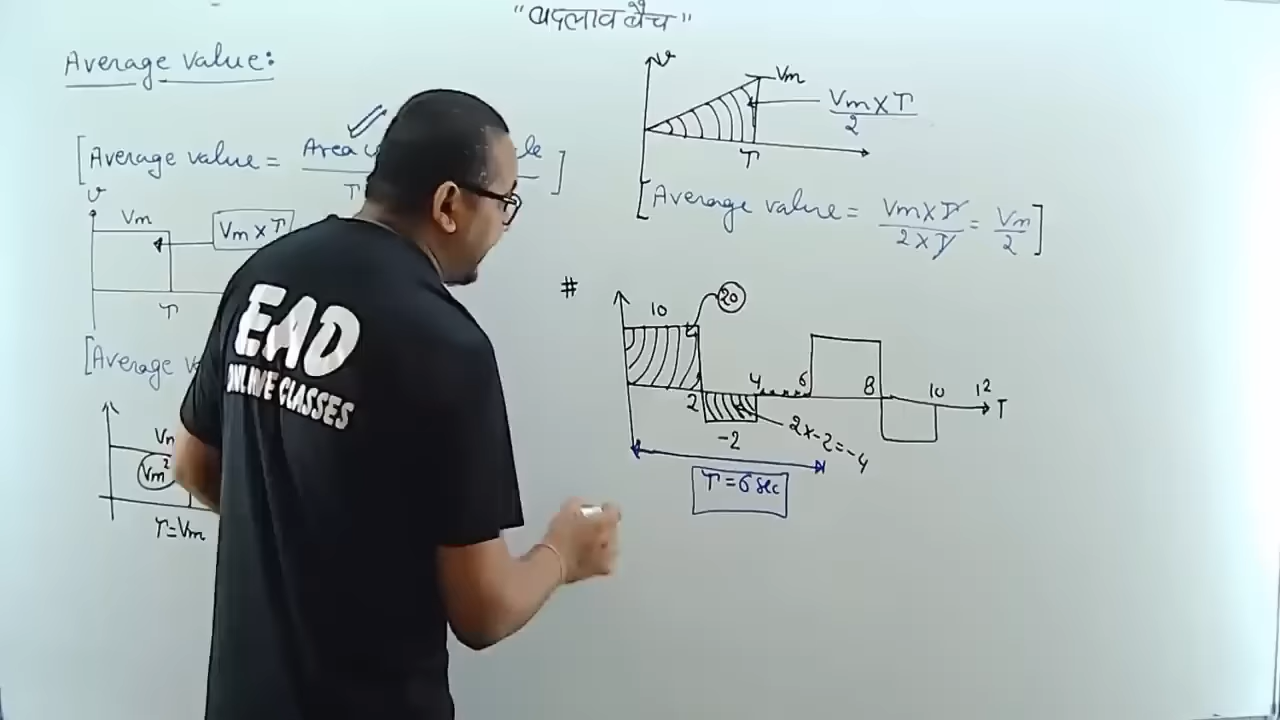 "बदलाव बैच"
Average value:
[Average value = Area
T
]
v
Vm
Vm x T
T
[Average
Vm²
T=Vm
EAD
ONLINE CLASSES
v
Vm
Vm x T
2
T
[Average value = Vm x T = Vm]
2 x T 2
#
10
20
4
6
8
10
12
T
2
-2
2x-2=-4
T=6 sec